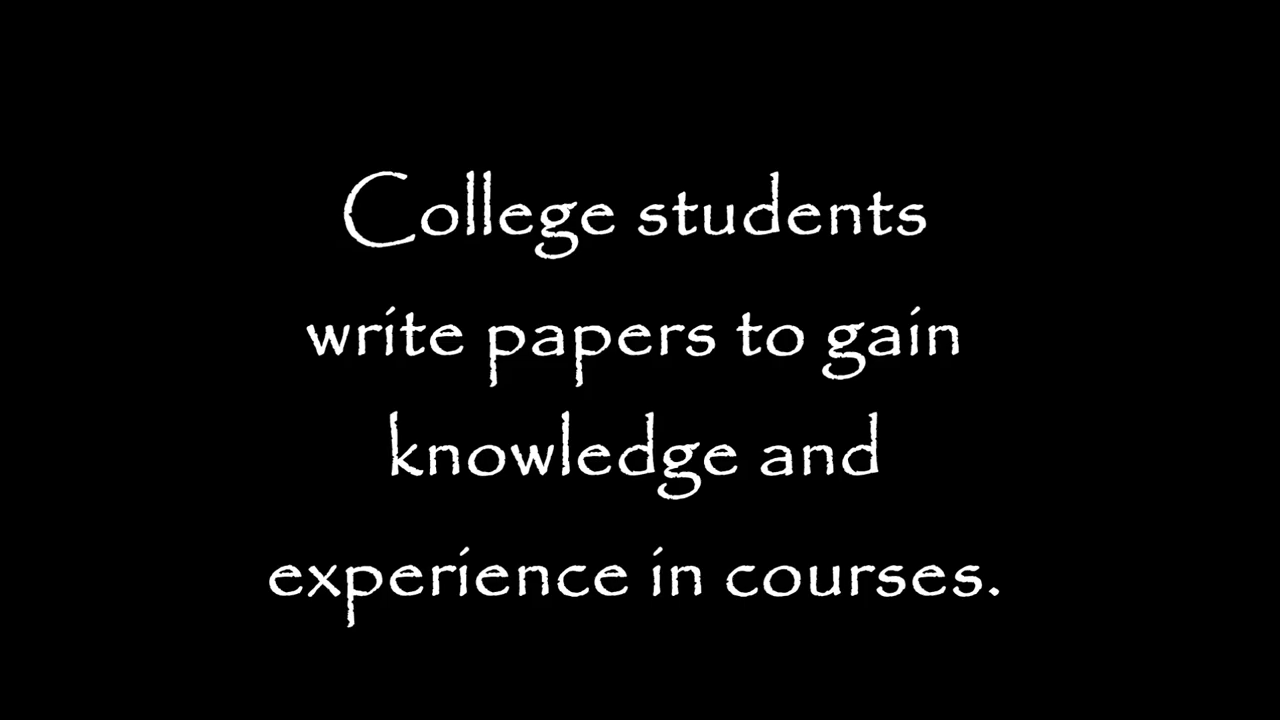 College students
write papers to gain
knowledge and
experience in courses.